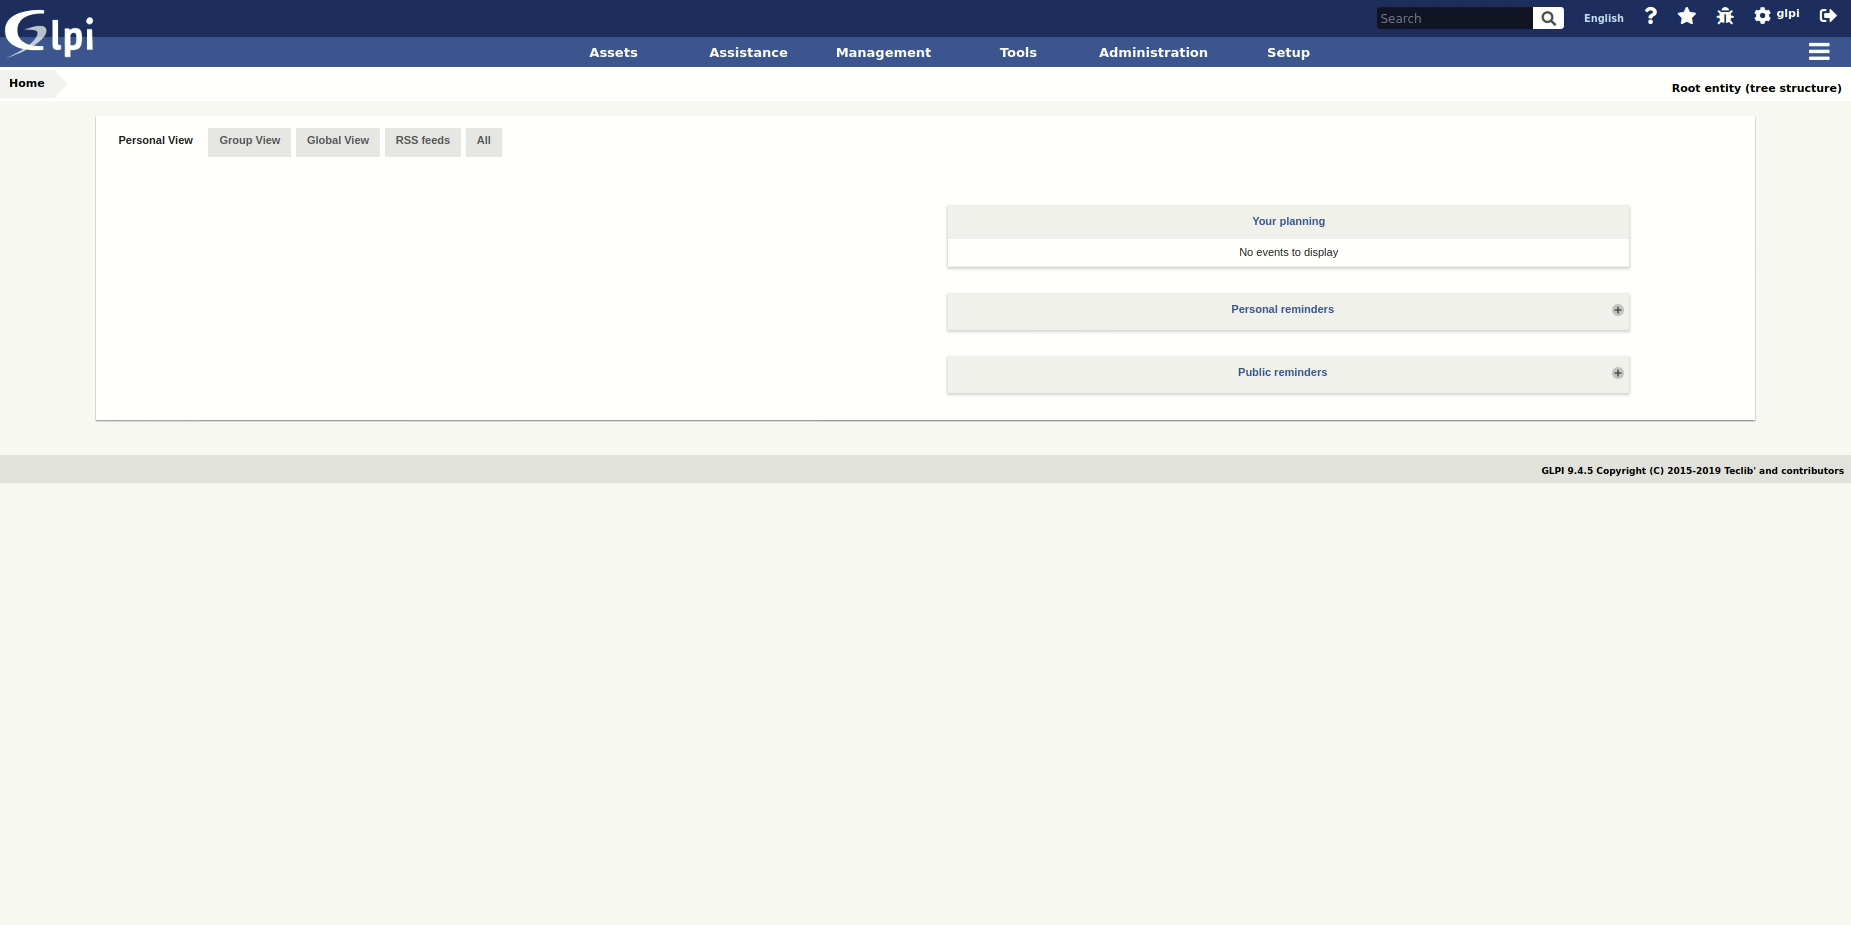 Glpi
Search
English
glpi
Assets
Assistance
Management
Tools
Administration
Setup
Home
Root entity (tree structure)
Personal View
Group View
Global View
RSS feeds
All
Your planning
No events to display
Personal reminders
Public reminders
GLPI 9.4.5 Copyright (C) 2015-2019 Teclib' and contributors